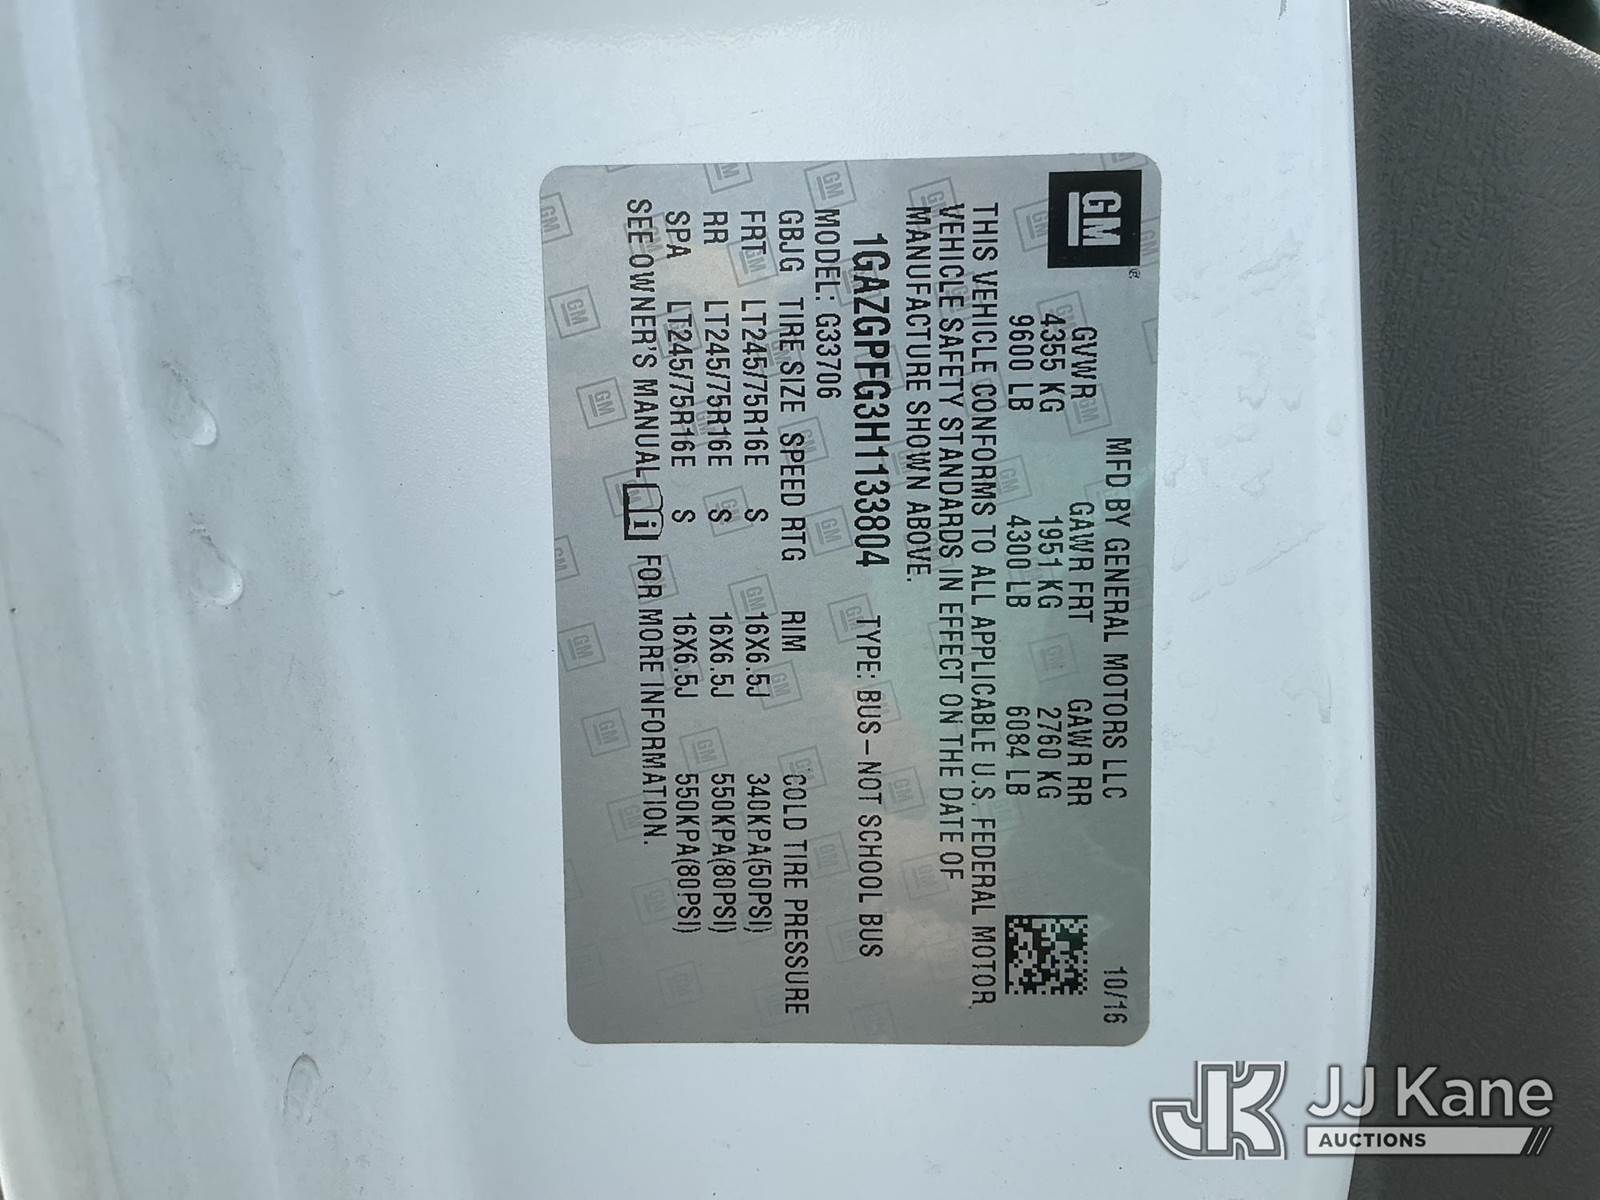 GM
MFD BY GENERAL MOTORS LLC 10/16
GVWR GAWR FRT GAWR RR
4355 KG 1951 KG 2760 KG
9600 LB 4300 LB 6084 LB
THIS VEHICLE CONFORMS TO ALL APPLICABLE U.S. FEDERAL MOTOR
VEHICLE SAFETY STANDARDS IN EFFECT ON THE DATE OF
MANUFACTURE SHOWN ABOVE.
1GAZGPFG3H1133804 TYPE: BUS–NOT SCHOOL BUS
MODEL: G33706
GBJG TIRE SIZE SPEED RTG RIM COLD TIRE PRESSURE
FRT LT245/75R16E S 16X6.5J 340KPA(50PSI)
RR LT245/75R16E S 16X6.5J 550KPA(80PSI)
SPA LT245/75R16E S 16X6.5J 550KPA(80PSI)
SEE OWNER'S MANUAL i FOR MORE INFORMATION.
JK JJ Kane
AUCTIONS